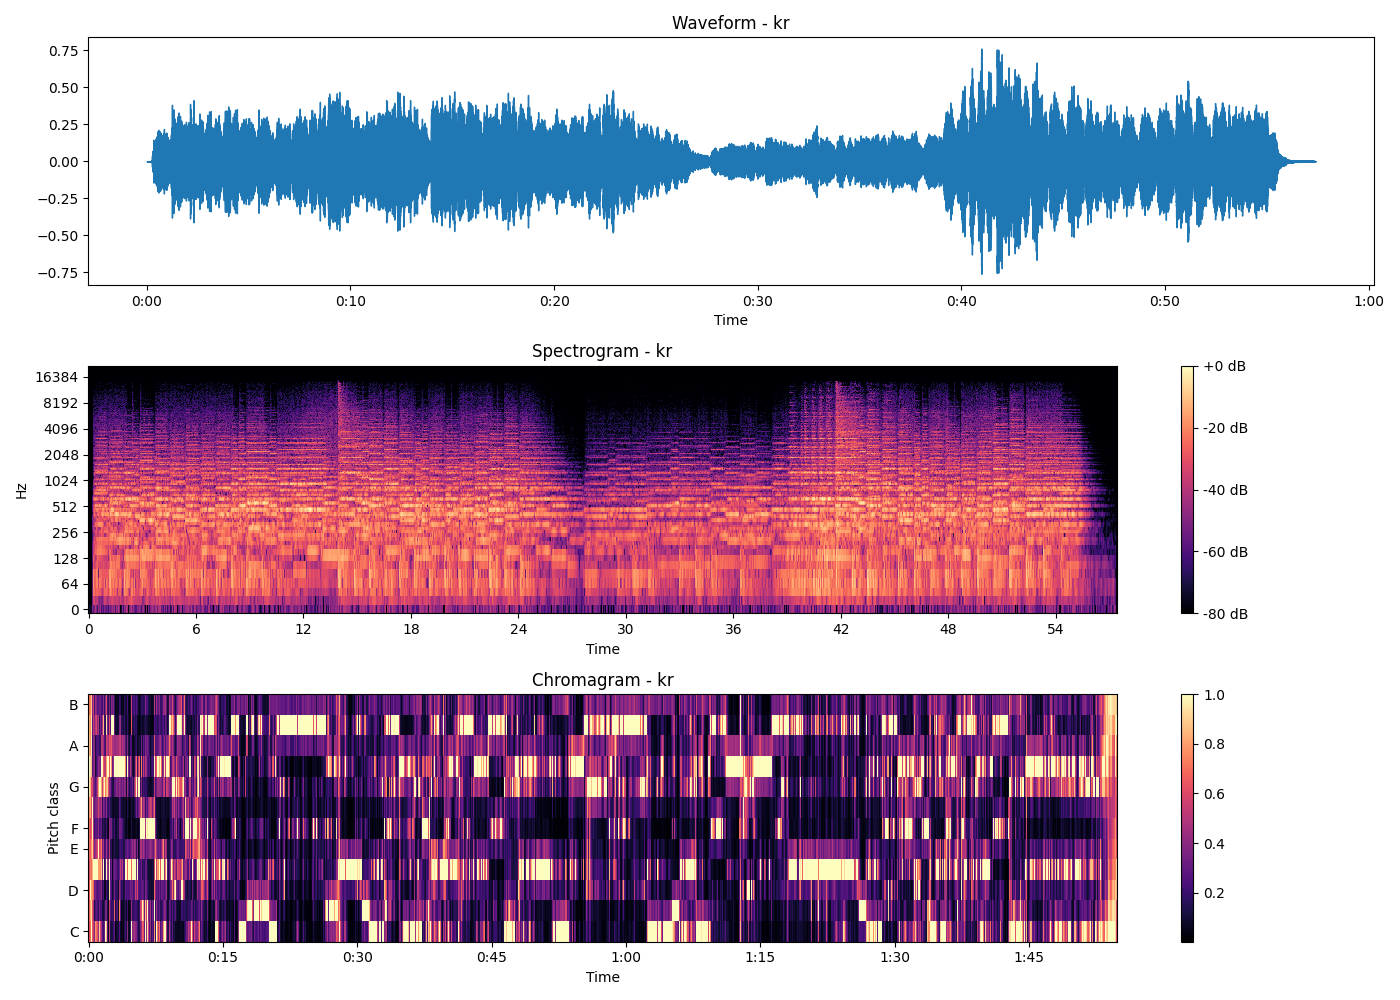 Waveform - kr
0.75
0.50
0.25
0.00
−0.25
−0.50
−0.75
0:00 0:10 0:20 0:30 0:40 0:50 1:00
Time
Spectrogram - kr
Hz
16384
8192
4096
2048
1024
512
256
128
64
0
0 6 12 18 24 30 36 42 48 54
Time
+0 dB
-20 dB
-40 dB
-60 dB
-80 dB
Chromagram - kr
Pitch class
B
A
G
F
E
D
C
0:00 0:15 0:30 0:45 1:00 1:15 1:30 1:45
Time
1.0
0.8
0.6
0.4
0.2